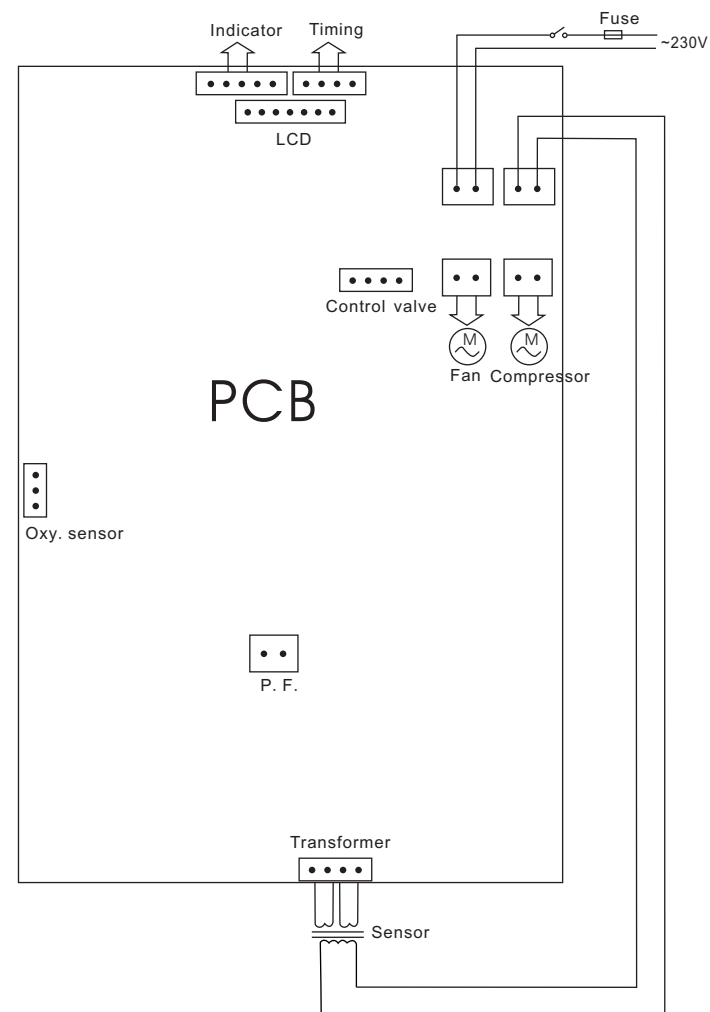 Indicator
Timing
Fuse
~230V
LCD
Control valve
M
M
Fan
Compressor
PCB
Oxy. sensor
P. F.
Transformer
Sensor